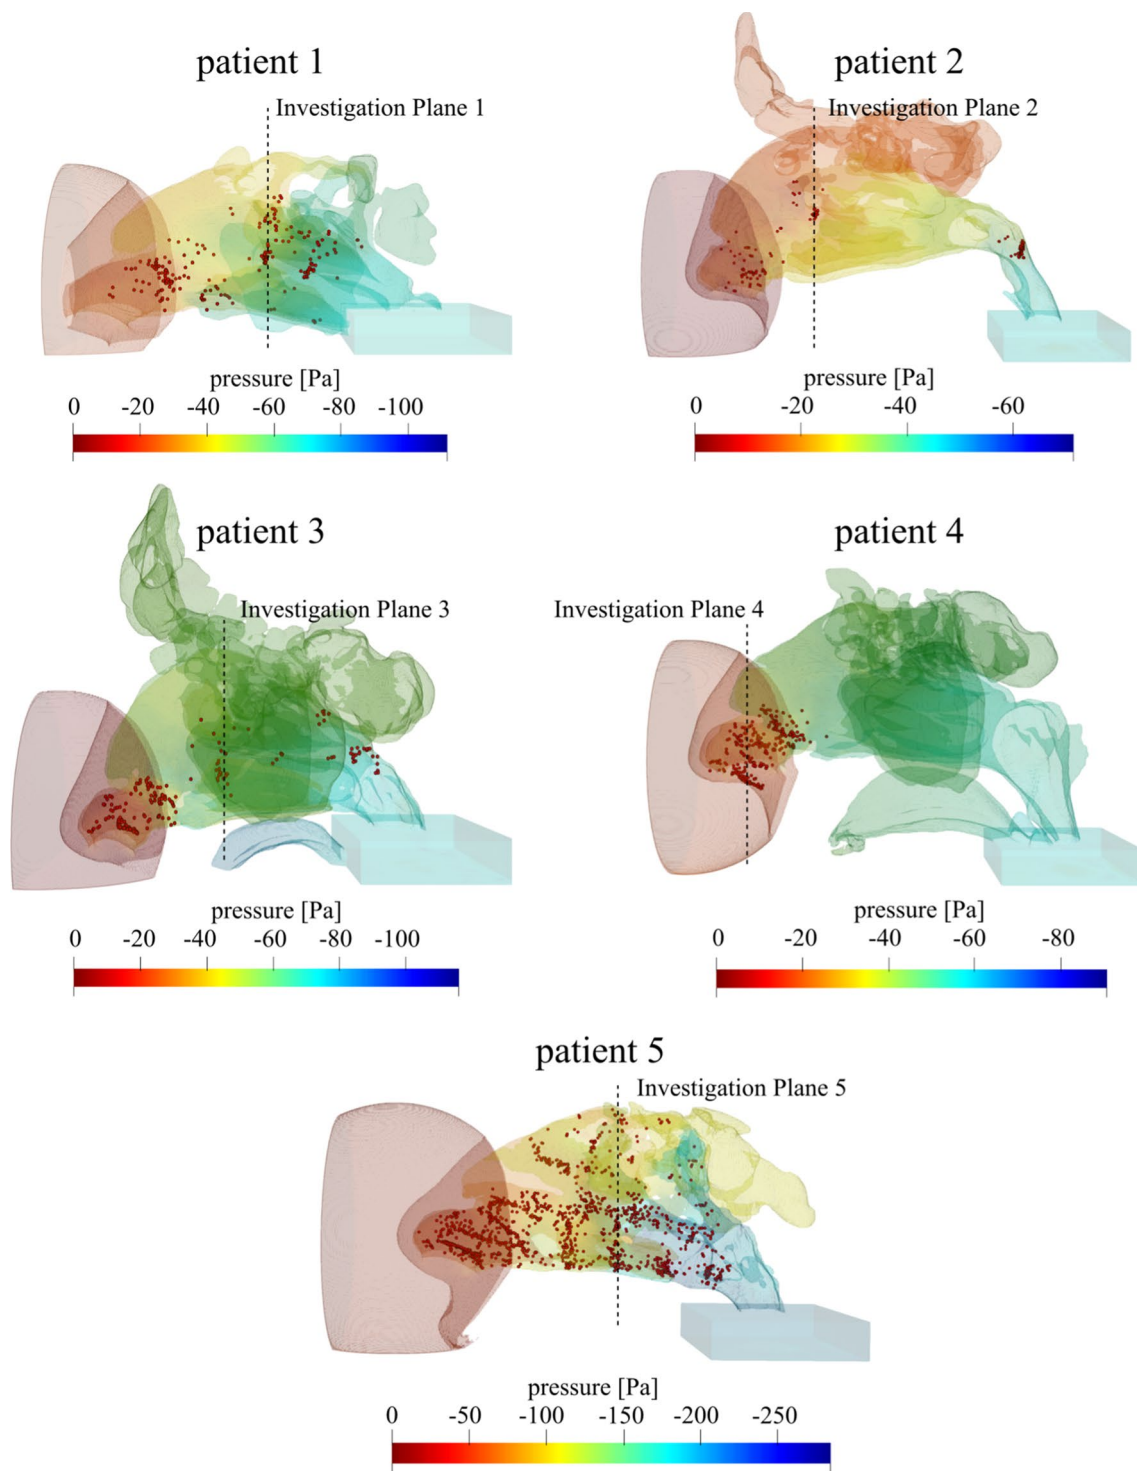 patient 1
Investigation Plane 1
pressure [Pa]
0 -20 -40 -60 -80 -100
patient 2
Investigation Plane 2
pressure [Pa]
0 -20 -40 -60
patient 3
Investigation Plane 3
pressure [Pa]
0 -20 -40 -60 -80 -100
patient 4
Investigation Plane 4
pressure [Pa]
0 -20 -40 -60 -80
patient 5
Investigation Plane 5
pressure [Pa]
0 -50 -100 -150 -200 -250